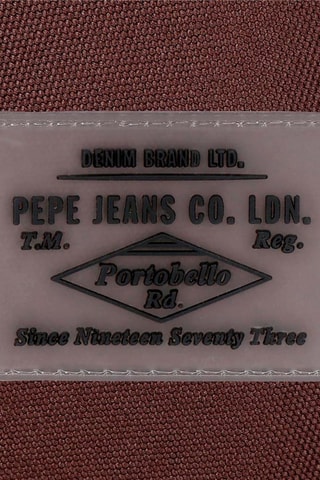 DENIM BRAND LTD.
PEPE JEANS CO. LDN.
T.M. Reg.
Portobello
Rd.
Since Nineteen Seventy Three